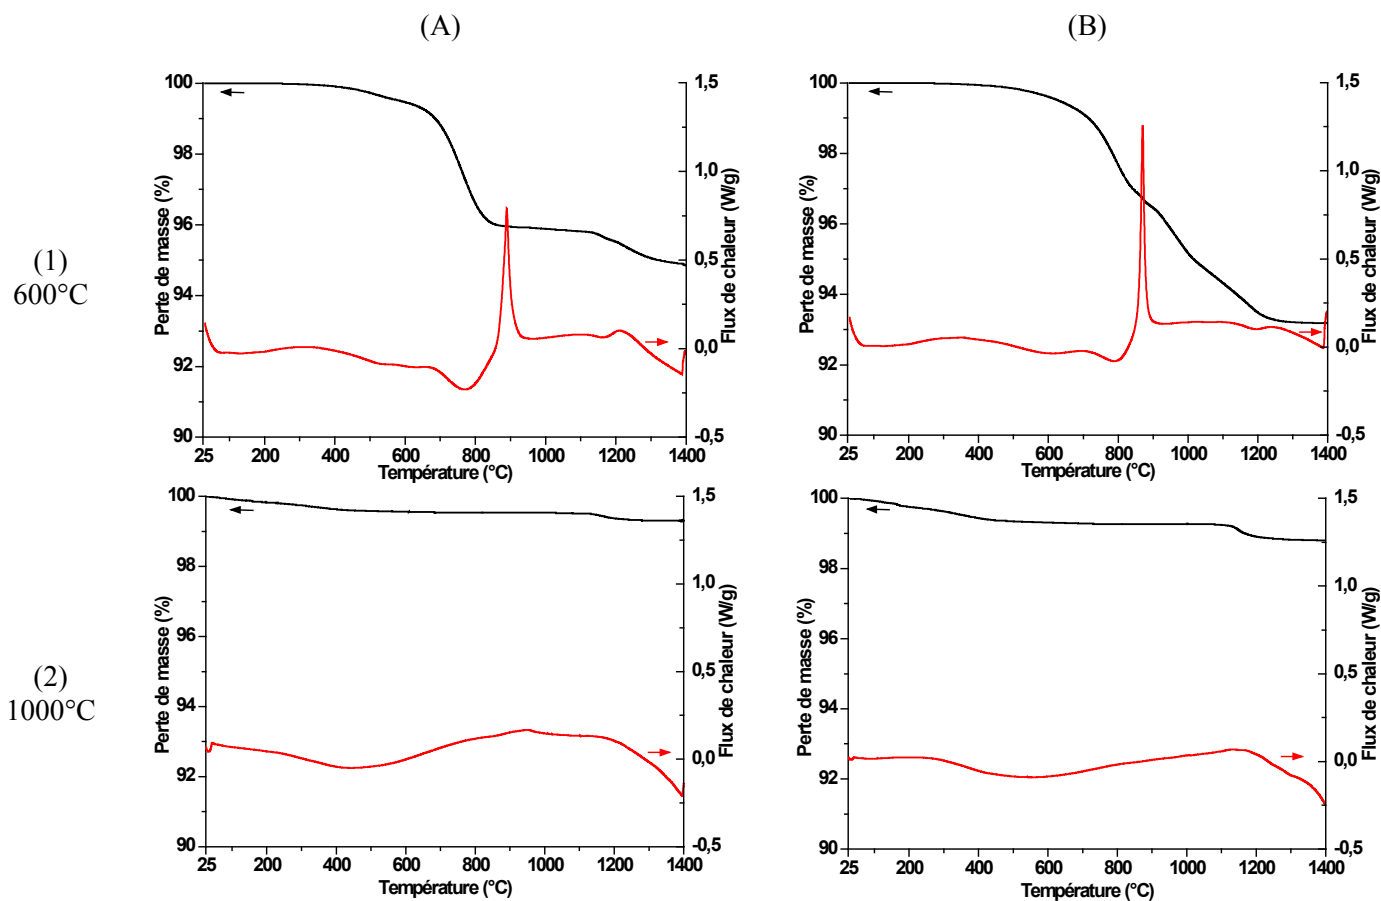 (A)
(B)
(1)
600°C
100
98
96
94
92
90
Perte de masse (%)
1,5
1,0
0,5
0,0
-0,5
Flux de chaleur (W/g)
25 200 400 600 800 1000 1200 1400
Température (°C)
100
98
96
94
92
90
Perte de masse (%)
1,5
1,0
0,5
0,0
-0,5
Flux de chaleur (W/g)
25 200 400 600 800 1000 1200 1400
Température (°C)
(2)
1000°C
100
98
96
94
92
90
Perte de masse (%)
1,5
1,0
0,5
0,0
-0,5
Flux de chaleur (W/g)
25 200 400 600 800 1000 1200 1400
Température (°C)
100
98
96
94
92
90
Perte de masse (%)
1,5
1,0
0,5
0,0
-0,5
Flux de chaleur (W/g)
25 200 400 600 800 1000 1200 1400
Température (°C)